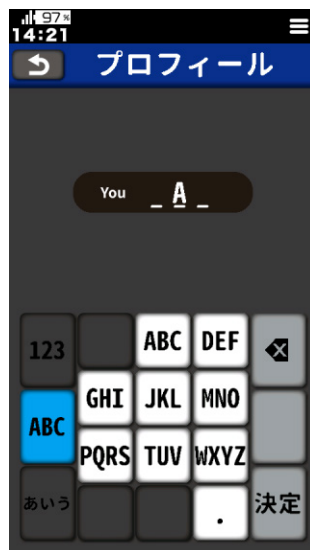 97%
14:21
プロフィール
You _ A _
123 ABC DEF
GHI JKL MNO
ABC
PQRS TUV WXYZ
あいう . 決定